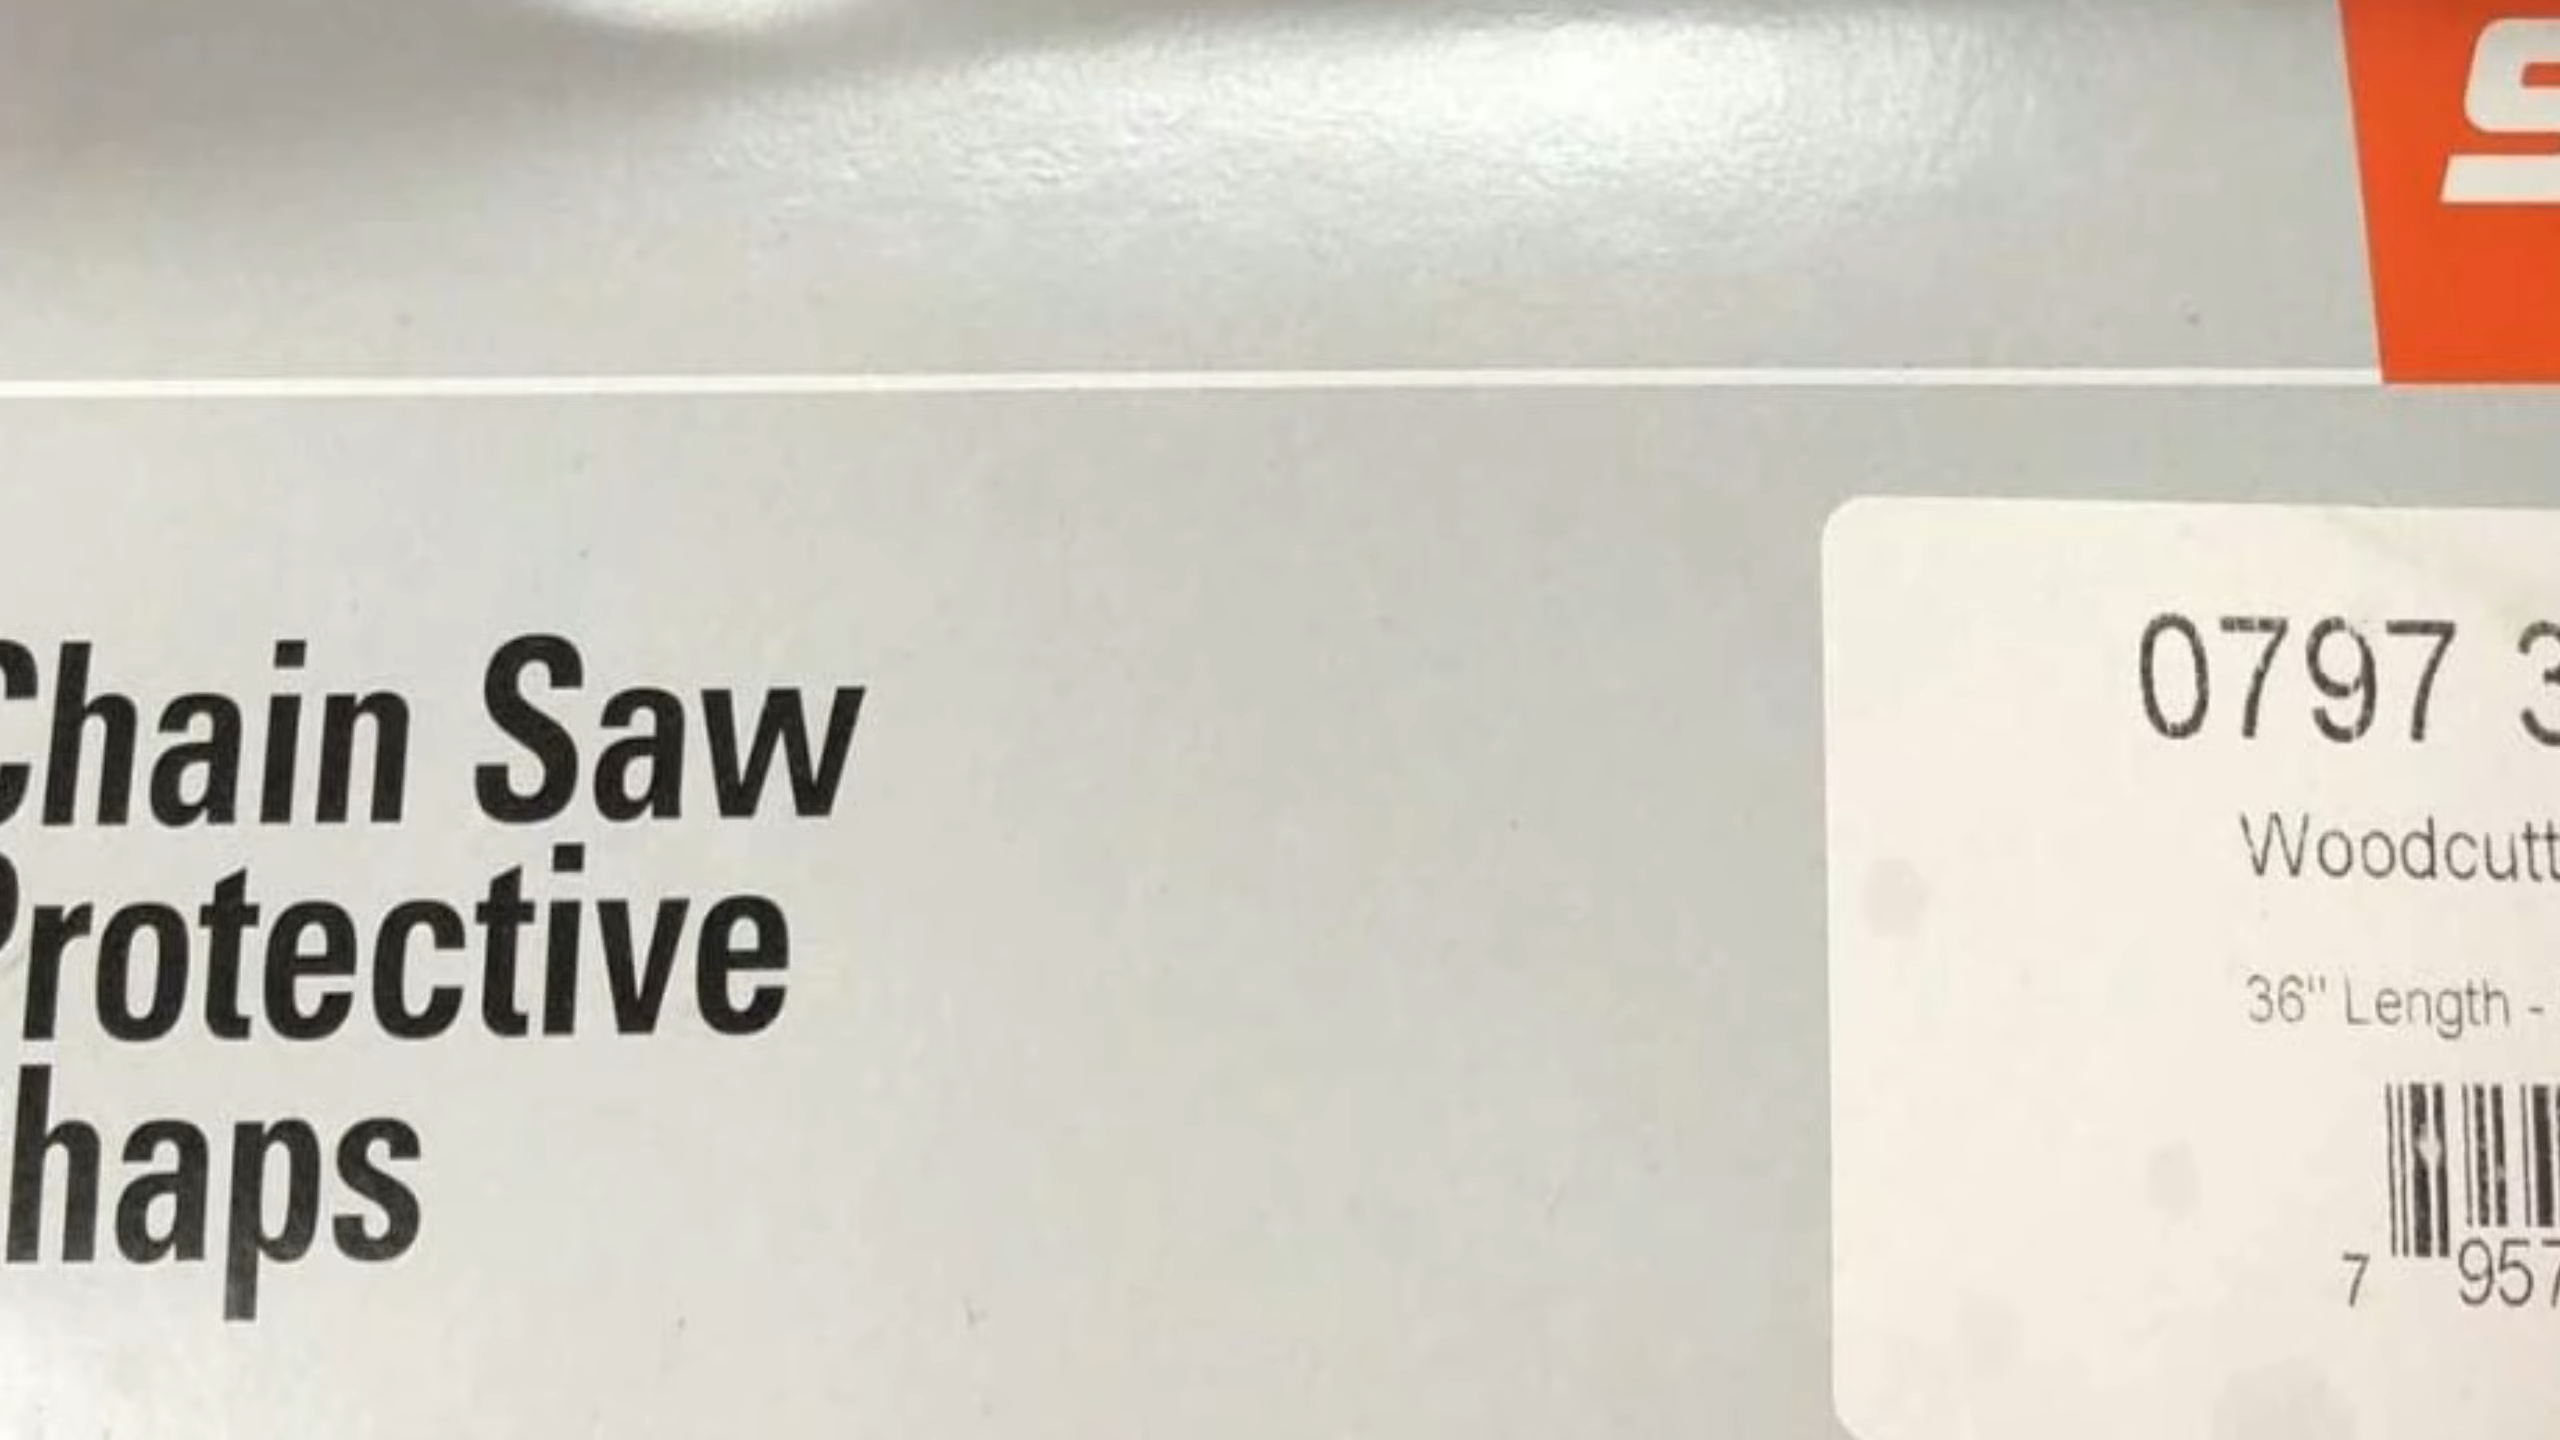 S
Chain Saw
Protective
haps
0797 3
Woodcutt
36" Length -
7 957